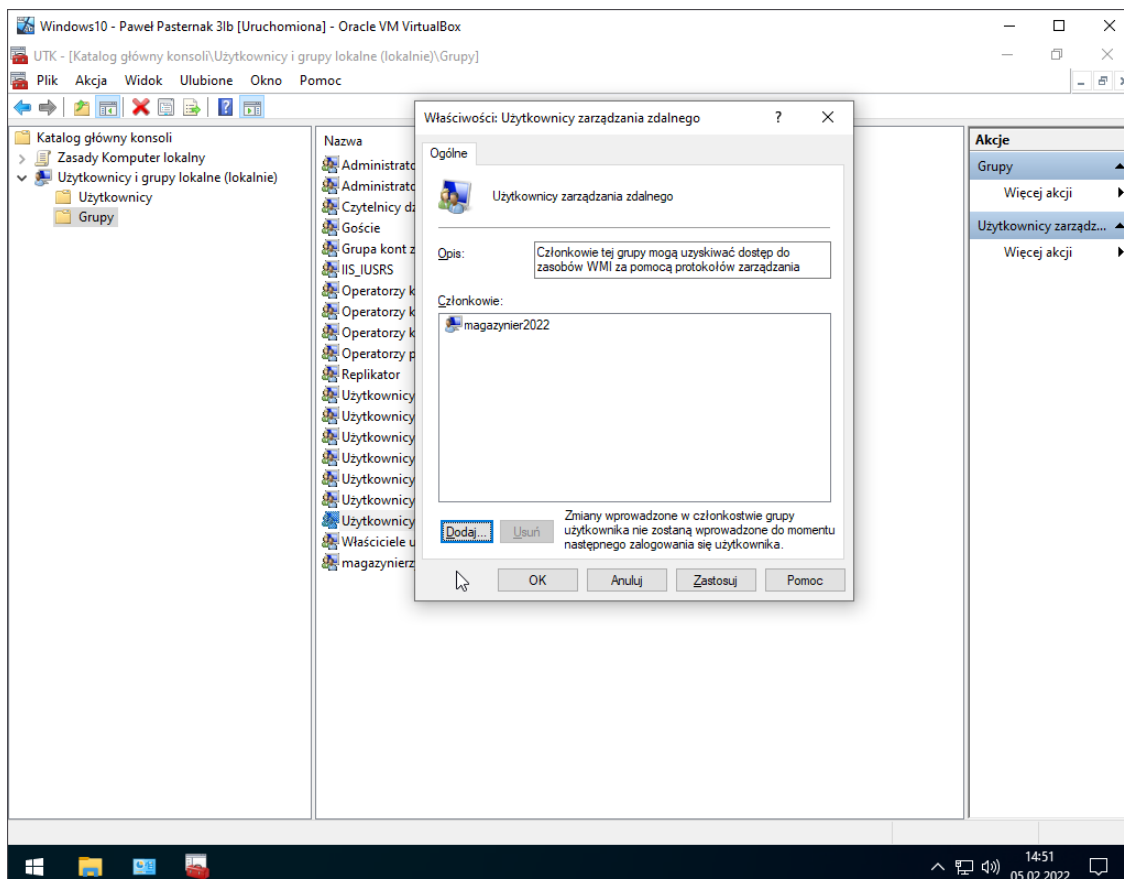 Windows10 - Paweł Pasternak 3lb [Uruchomiona] - Oracle VM VirtualBox
UTK - [Katalog główny konsoli\Użytkownicy i grupy lokalne (lokalnie)\Grupy]
Plik Akcja Widok Ulubione Okno Pomoc
Katalog główny konsoli
Zasady Komputer lokalny
Użytkownicy i grupy lokalne (lokalnie)
Użytkownicy
Grupy
Nazwa
Administratc
Administratc
Czytelnicy dz
Goście
Grupa kont z
IIS_IUSRS
Operatorzy k
Operatorzy k
Operatorzy k
Operatorzy p
Replikator
Użytkownicy
Użytkownicy
Użytkownicy
Użytkownicy
Użytkownicy
Użytkownicy
Użytkownicy
Właściciele u
magazynierz
Właściwości: Użytkownicy zarządzania zdalnego
Ogólne
Użytkownicy zarządzania zdalnego
Opis:
Członkowie tej grupy mogą uzyskiwać dostęp do
zasobów WMI za pomocą protokołów zarządzania
Członkowie:
magazynier2022
Dodaj...
Usuń
Zmiany wprowadzone w członkostwie grupy
użytkownika nie zostaną wprowadzone do momentu
następnego zalogowania się użytkownika.
OK Anuluj Zastosuj Pomoc
Akcje
Grupy
Więcej akcji
Użytkownicy zarządz...
Więcej akcji
14:51
05.02.2022